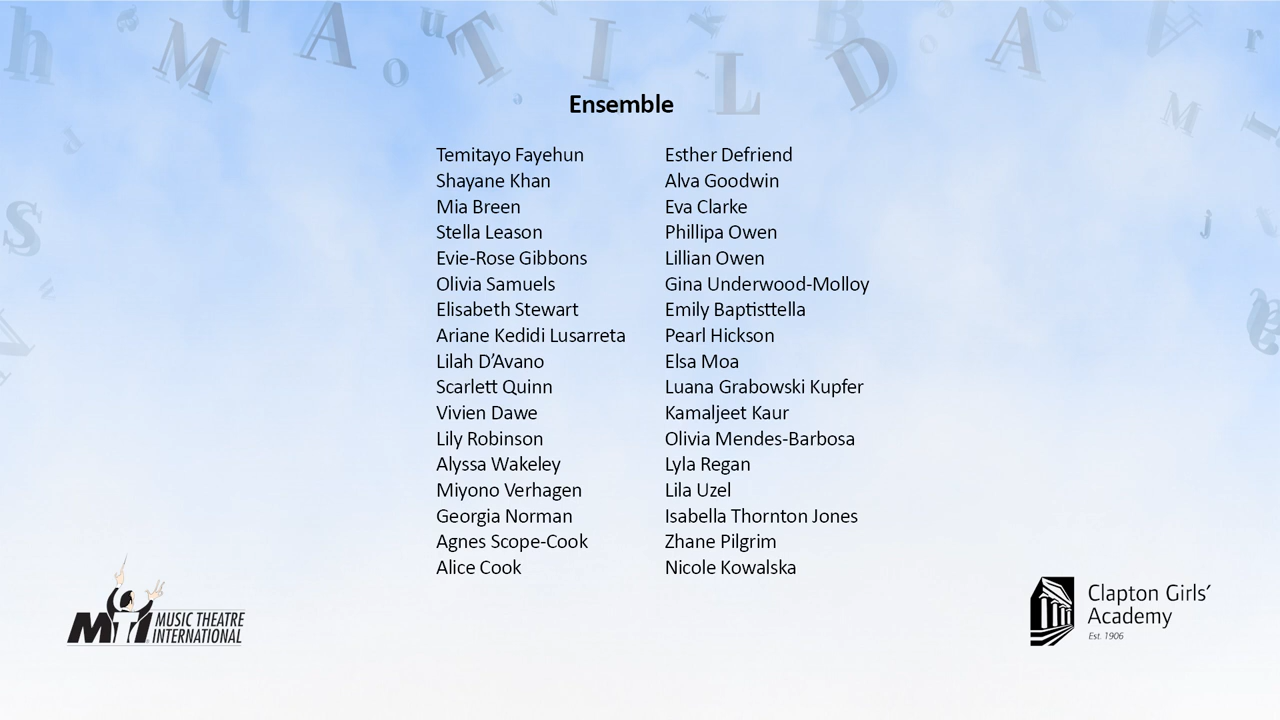 MATILDA
Ensemble
Temitayo Fayehun
Shayane Khan
Mia Breen
Stella Leason
Evie-Rose Gibbons
Olivia Samuels
Elisabeth Stewart
Ariane Kedidi Lusarreta
Lilah D’Avano
Scarlett Quinn
Vivien Dawe
Lily Robinson
Alyssa Wakeley
Miyono Verhagen
Georgia Norman
Agnes Scope-Cook
Alice Cook
Esther Defriend
Alva Goodwin
Eva Clarke
Phillipa Owen
Lillian Owen
Gina Underwood-Molloy
Emily Baptisttella
Pearl Hickson
Elsa Moa
Luana Grabowski Kupfer
Kamaljeet Kaur
Olivia Mendes-Barbosa
Lyla Regan
Lila Uzel
Isabella Thornton Jones
Zhane Pilgrim
Nicole Kowalska
MTI MUSIC THEATRE
INTERNATIONAL
Clapton Girls’
Academy
Est. 1906